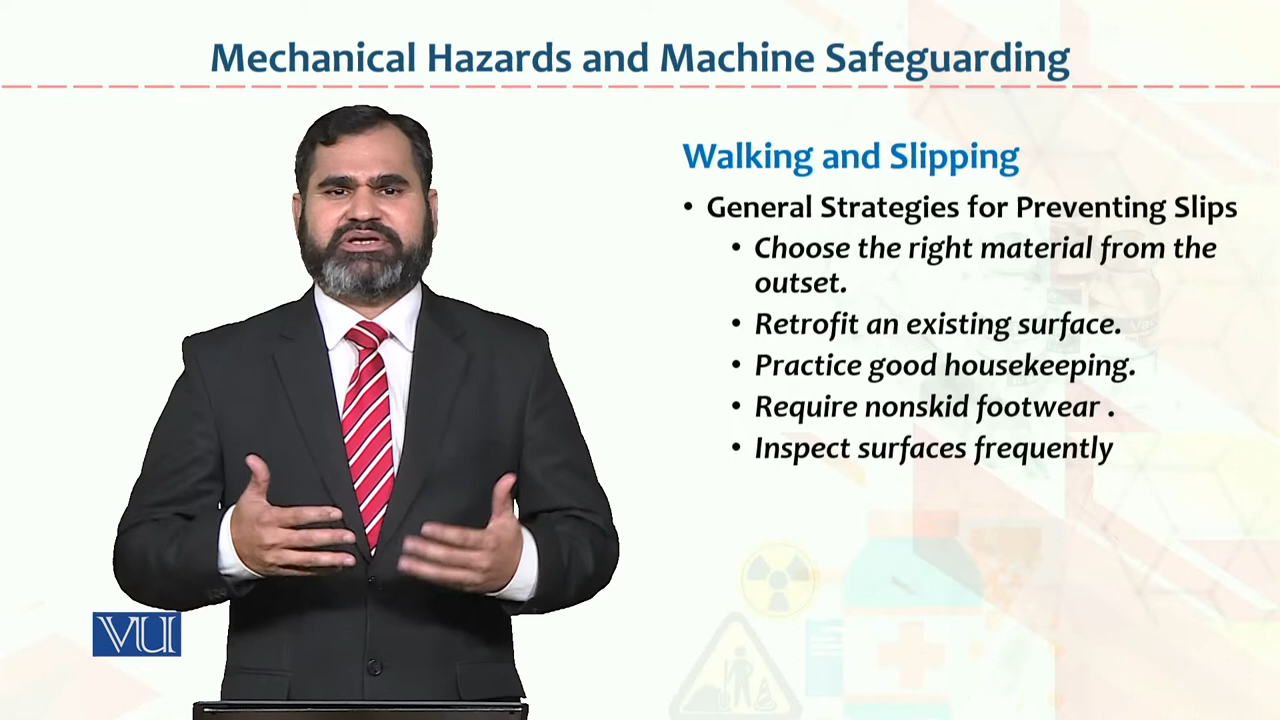 Mechanical Hazards and Machine Safeguarding
Walking and Slipping
• General Strategies for Preventing Slips
• Choose the right material from the
outset.
• Retrofit an existing surface.
• Practice good housekeeping.
• Require nonskid footwear .
• Inspect surfaces frequently
VU